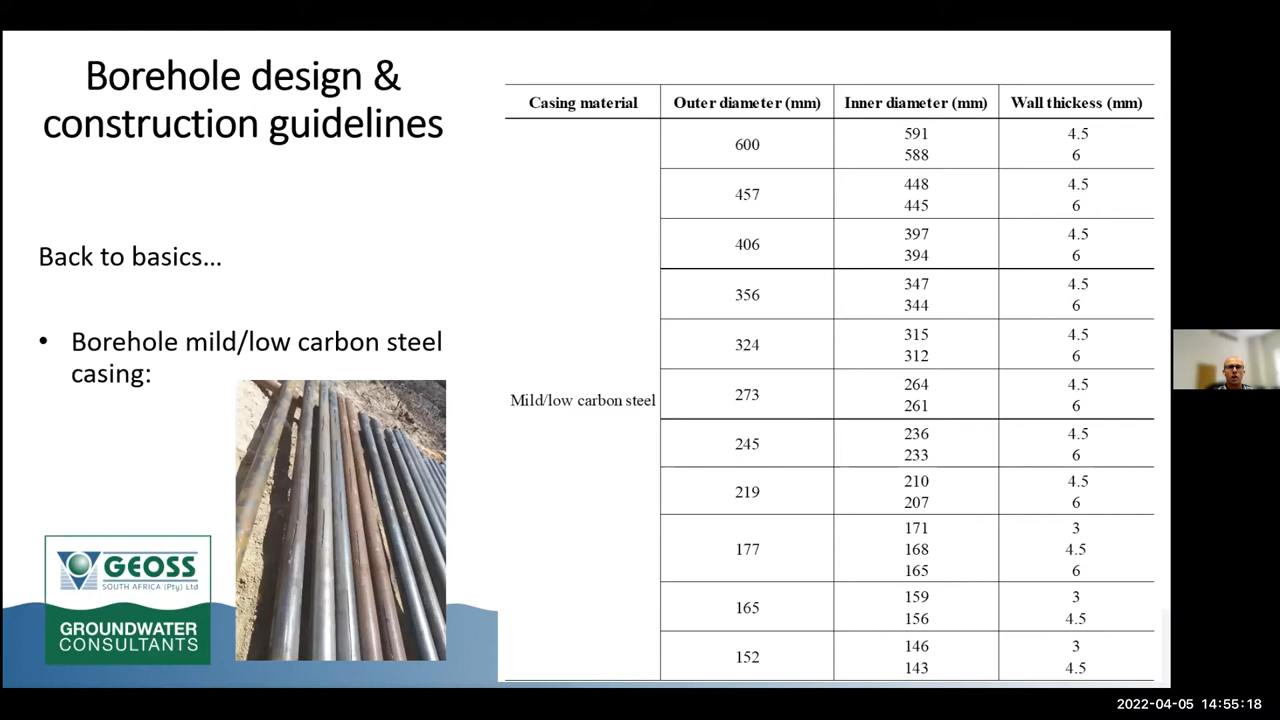 Borehole design &
construction guidelines
Back to basics...
• Borehole mild/low carbon steel
casing:
GEOSS
SOUTH AFRICA (Pty) Ltd
GROUNDWATER
CONSULTANTS
Casing material Outer diameter (mm) Inner diameter (mm) Wall thickess (mm)
Mild/low carbon steel
600 591 4.5
588 6
457 448 4.5
445 6
406 397 4.5
394 6
356 347 4.5
344 6
324 315 4.5
312 6
273 264 4.5
261 6
245 236 4.5
233 6
219 210 4.5
207 6
177 171 3
168 4.5
165 6
165 159 3
156 4.5
152 146 3
143 4.5
2022-04-05 14:55:18